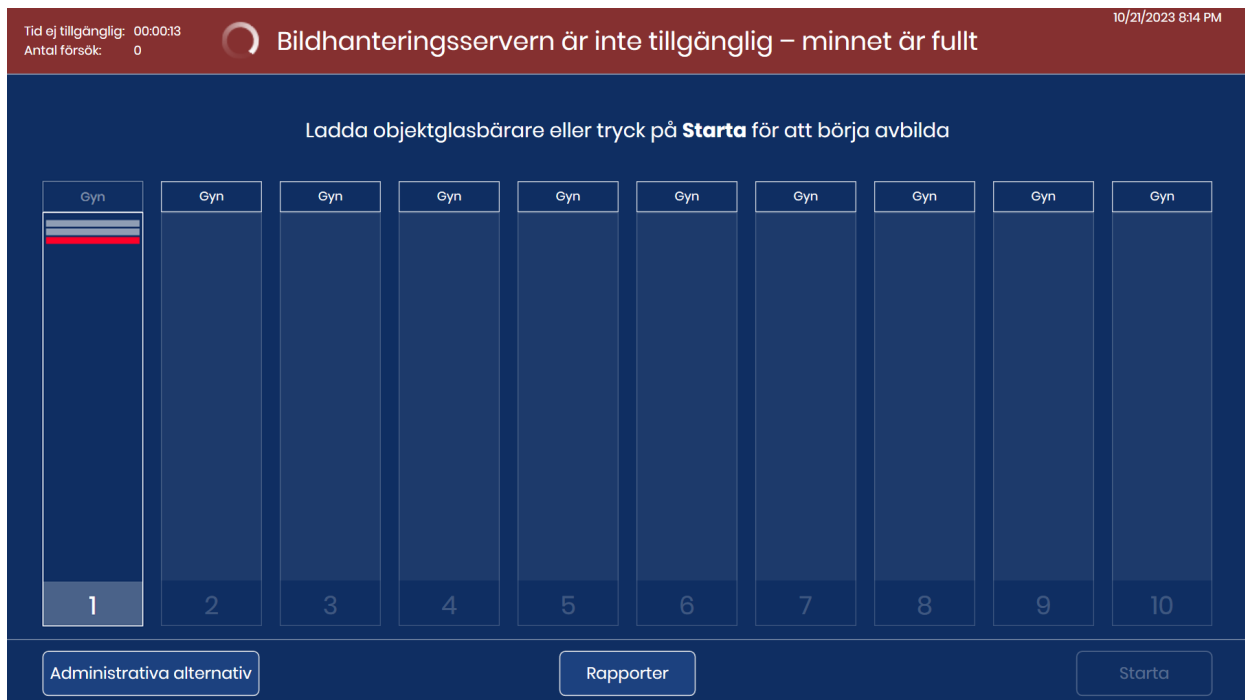 Tid ej tillgänglig: 00:00:13
Antal försök: 0
Bildhanteringsservern är inte tillgänglig – minnet är fullt
10/21/2023 8:14 PM
Ladda objektglasbärare eller tryck på Starta för att börja avbilda
Gyn Gyn Gyn Gyn Gyn Gyn Gyn Gyn Gyn Gyn
1 2 3 4 5 6 7 8 9 10
Administrativa alternativ Rapporter Starta